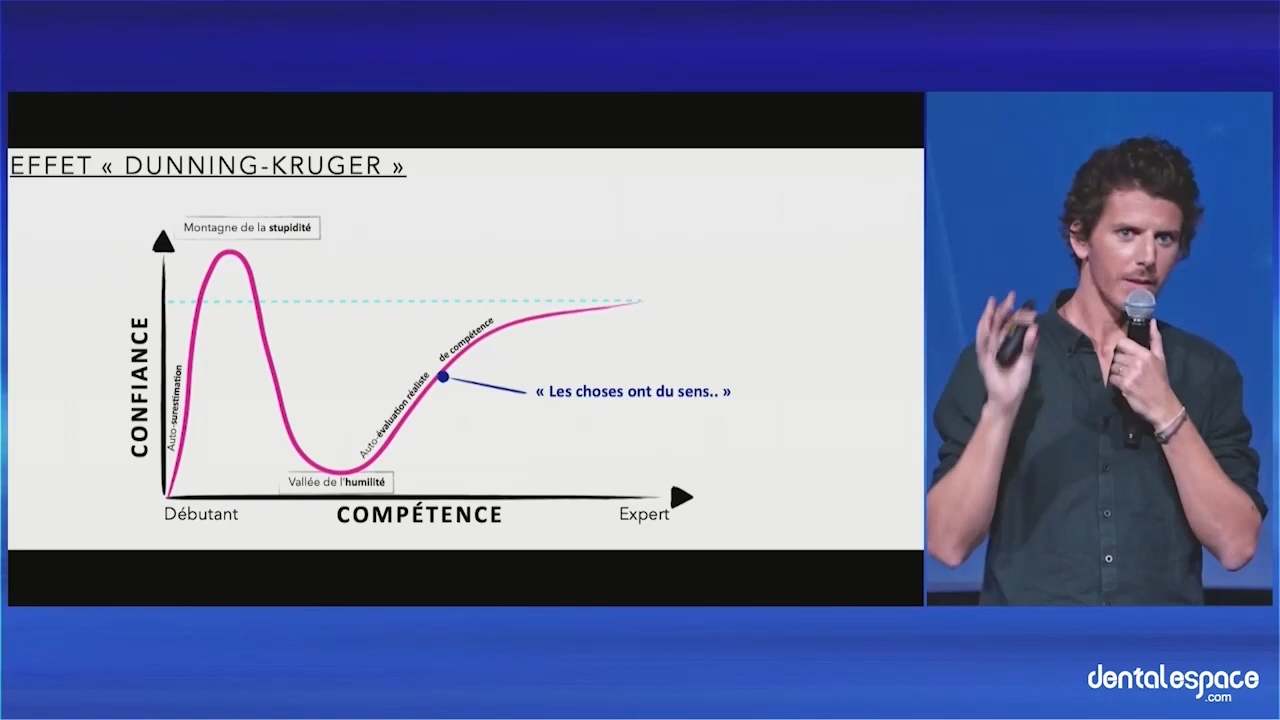 EFFET « DUNNING-KRUGER »
Montagne de la stupidité
CONFIANCE
Auto-surestimation
Auto-évaluation réaliste de compétence
« Les choses ont du sens.. »
Vallée de l'humilité
Débutant
COMPÉTENCE
Expert
dentalespace
.com